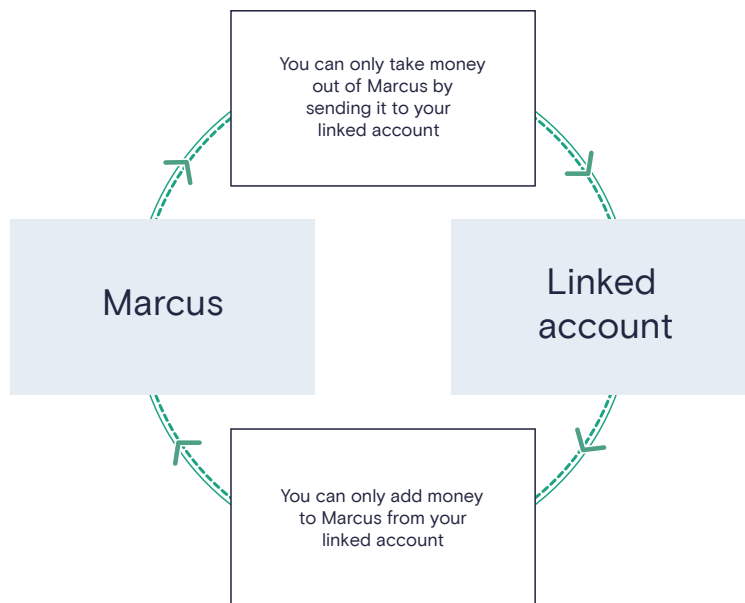 You can only take money
out of Marcus by
sending it to your
linked account
Marcus
Linked
account
You can only add money
to Marcus from your
linked account